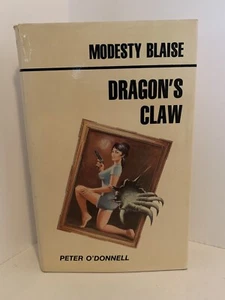 MODESTY BLAISE
DRAGON'S
CLAW
PETER O'DONNELL